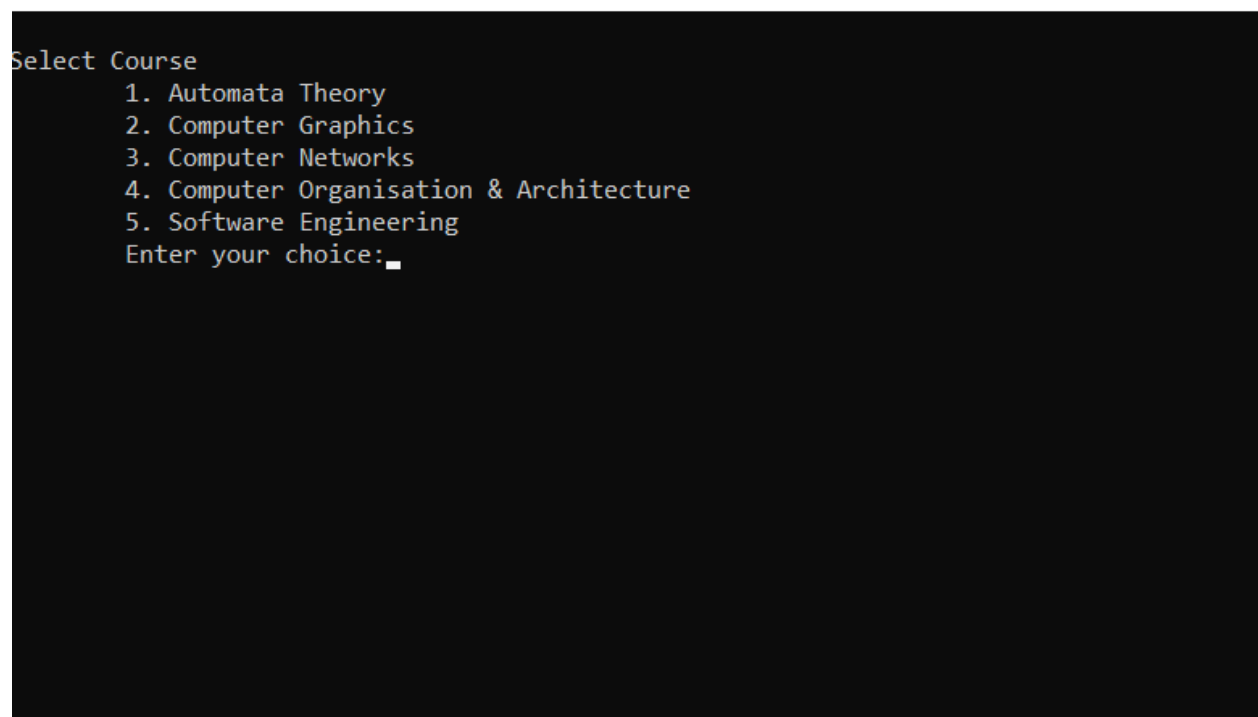 Select Course
1. Automata Theory
2. Computer Graphics
3. Computer Networks
4. Computer Organisation & Architecture
5. Software Engineering
Enter your choice: